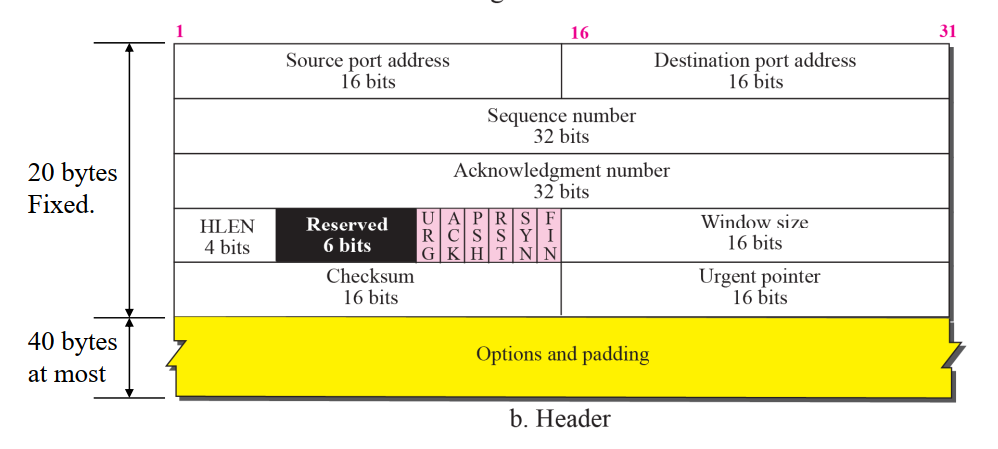 1 16 31
Source port address
16 bits
Destination port address
16 bits
Sequence number
32 bits
Acknowledgment number
32 bits
20 bytes
Fixed.
HLEN
4 bits
Reserved
6 bits
URG
ACK
PSH
RST
SYN
FIN
Window size
16 bits
Checksum
16 bits
Urgent pointer
16 bits
40 bytes
at most
Options and padding
b. Header